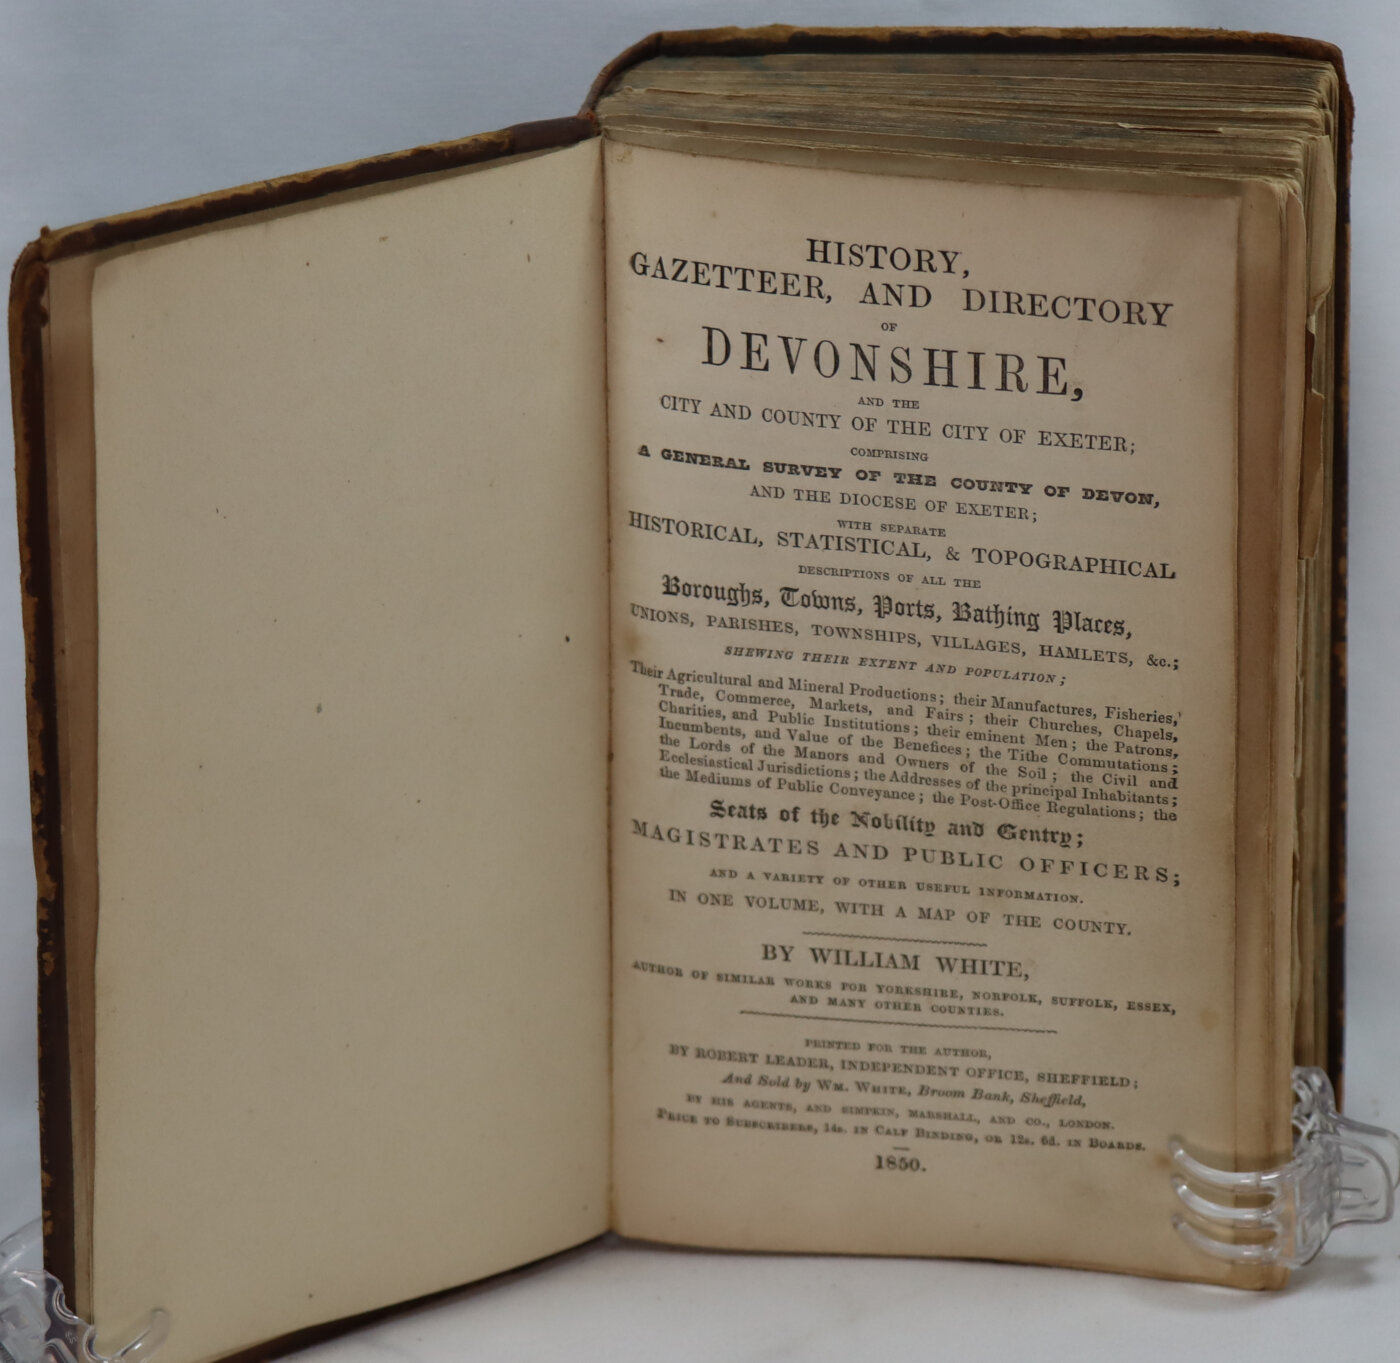 HISTORY,
GAZETTEER, AND DIRECTORY
OF
DEVONSHIRE,
AND THE
CITY AND COUNTY OF THE CITY OF EXETER;
COMPRISING
A GENERAL SURVEY OF THE COUNTY OF DEVON,
AND THE DIOCESE OF EXETER;
WITH SEPARATE
HISTORICAL, STATISTICAL, & TOPOGRAPHICAL
DESCRIPTIONS OF ALL THE
Boroughs, Towns, Ports, Bathing Places,
UNIONS, PARISHES, TOWNSHIPS, VILLAGES, HAMLETS, &c.;
SHEWING THEIR EXTENT AND POPULATION;
Their Agricultural and Mineral Productions; their Manufactures, Fisheries,
Trade, Commerce, Markets, and Fairs; their Churches, Chapels,
Charities, and Public Institutions; their eminent Men; the Patrons,
Incumbents, and Value of the Benefices; the Tithe Commutations;
the Lords of the Manors and Owners of the Soil; the Civil and
Ecclesiastical Jurisdictions; the Addresses of the principal Inhabitants;
the Mediums of Public Conveyance; the Post-Office Regulations; the
Seats of the Nobility and Gentry;
MAGISTRATES AND PUBLIC OFFICERS;
AND A VARIETY OF OTHER USEFUL INFORMATION.
IN ONE VOLUME, WITH A MAP OF THE COUNTY.
BY WILLIAM WHITE,
AUTHOR OF SIMILAR WORKS FOR YORKSHIRE, NORFOLK, SUFFOLK, ESSEX,
AND MANY OTHER COUNTIES.
PRINTED FOR THE AUTHOR,
BY ROBERT LEADER, INDEPENDENT OFFICE, SHEFFIELD;
And Sold by WM. WHITE, Broom Bank, Sheffield,
BY HIS AGENTS, AND SIMPKIN, MARSHALL, AND CO., LONDON.
PRICE TO SUBSCRIBERS, 14s. IN CALF BINDING, OR 12s. 6d. IN BOARDS.
1850.